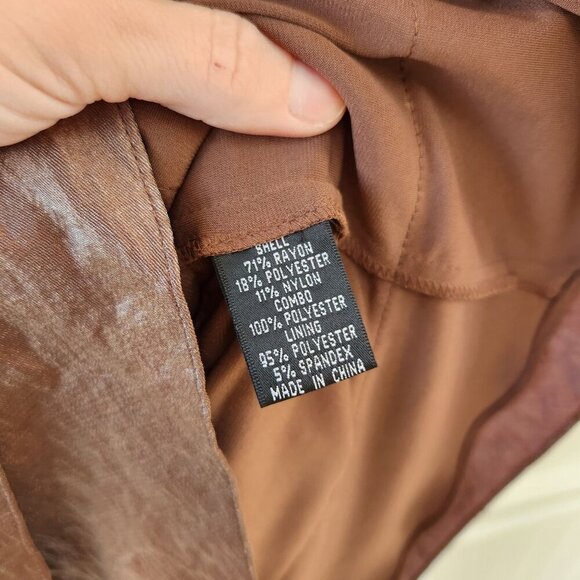 SHELL
71% RAYON
18% POLYESTER
11% NYLON
COMBO
100% POLYESTER
LINING
95% POLYESTER
5% SPANDEX
MADE IN CHINA